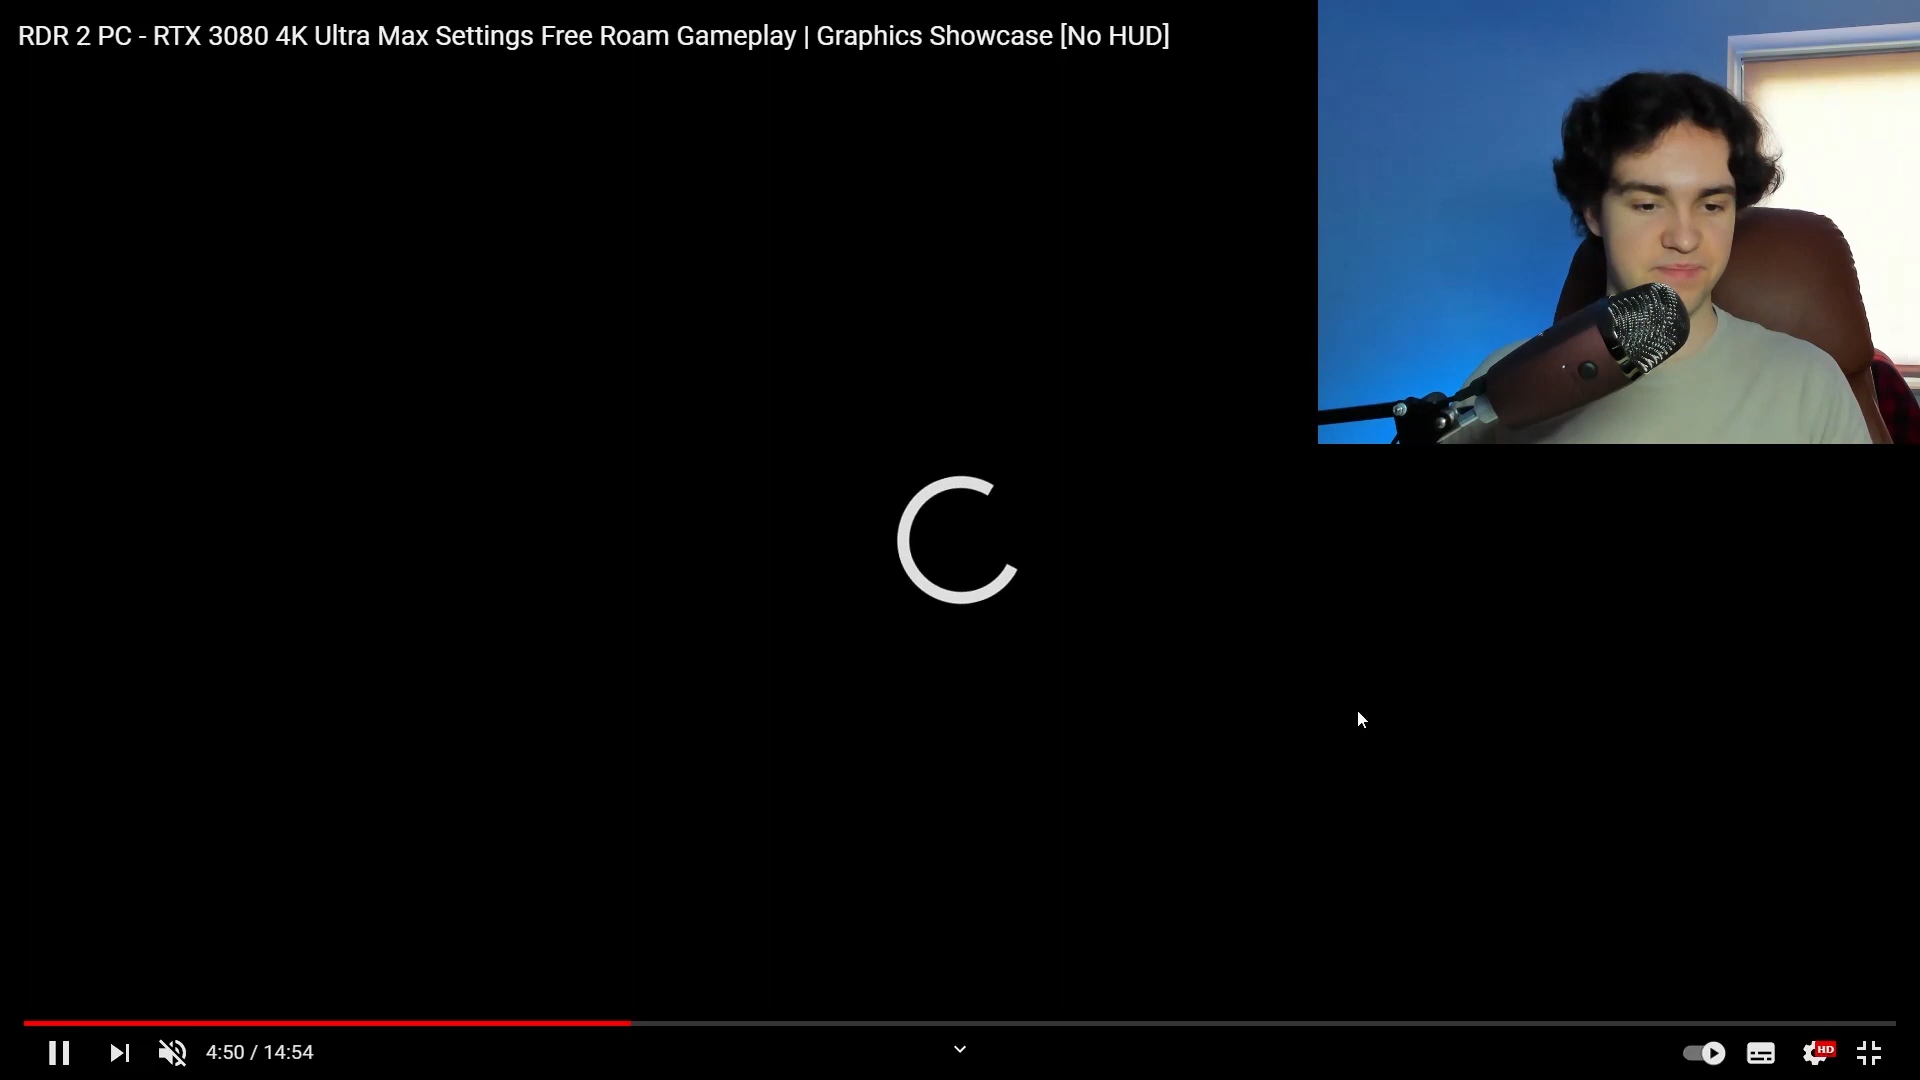 RDR 2 PC - RTX 3080 4K Ultra Max Settings Free Roam Gameplay | Graphics Showcase [No HUD]
4:50 / 14:54
HD